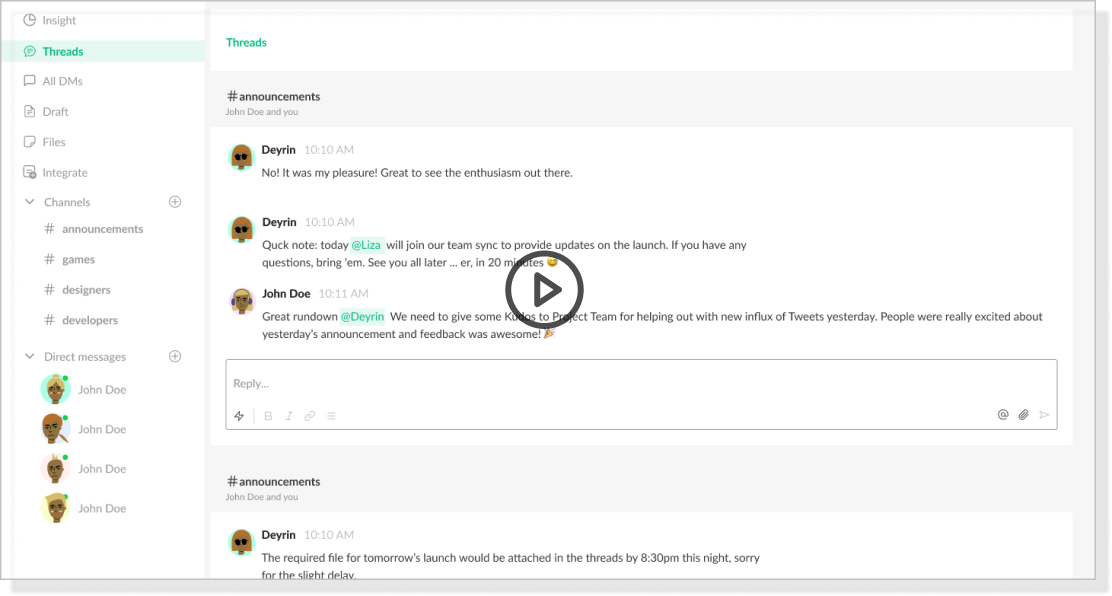 Insight
Threads
All DMs
Draft
Files
Integrate
Channels
# announcements
# games
# designers
# developers
Direct messages
John Doe
John Doe
John Doe
John Doe
Threads
#announcements
John Doe and you
Deyrin 10:10 AM
No! It was my pleasure! Great to see the enthusiasm out there.
Deyrin 10:10 AM
Quck note: today @Liza will join our team sync to provide updates on the launch. If you have any
questions, bring ‘em. See you all later ... er, in 20 minutes 😋
John Doe 10:11 AM
Great rundown @Deyrin We need to give some Kudos to Project Team for helping out with new influx of Tweets yesterday. People were really excited about
yesterday’s announcement and feedback was awesome! 🎉
Reply...
B I
#announcements
John Doe and you
Deyrin 10:10 AM
The required file for tomorrow’s launch would be attached in the threads by 8:30pm this night, sorry
for the slight delay.